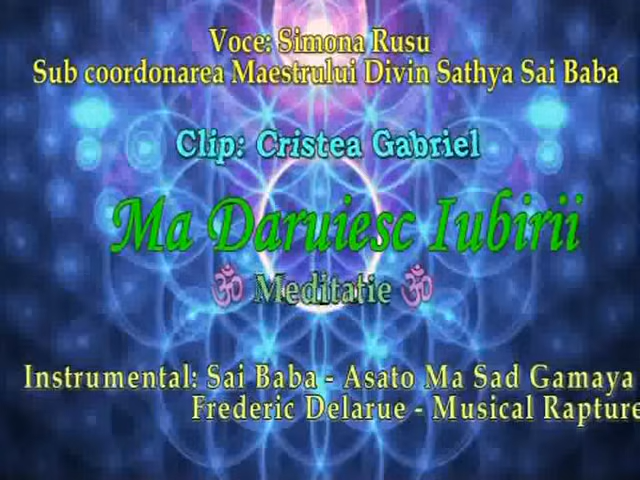 Voce: Simona Rusu
Sub coordonarea Maestrului Divin Sathya Sai Baba
Clip: Cristea Gabriel
Ma Daruiesc Iubirii
ॐ Meditatie ॐ
Instrumental: Sai Baba - Asato Ma Sad Gamaya
Frederic Delarue - Musical Rapture